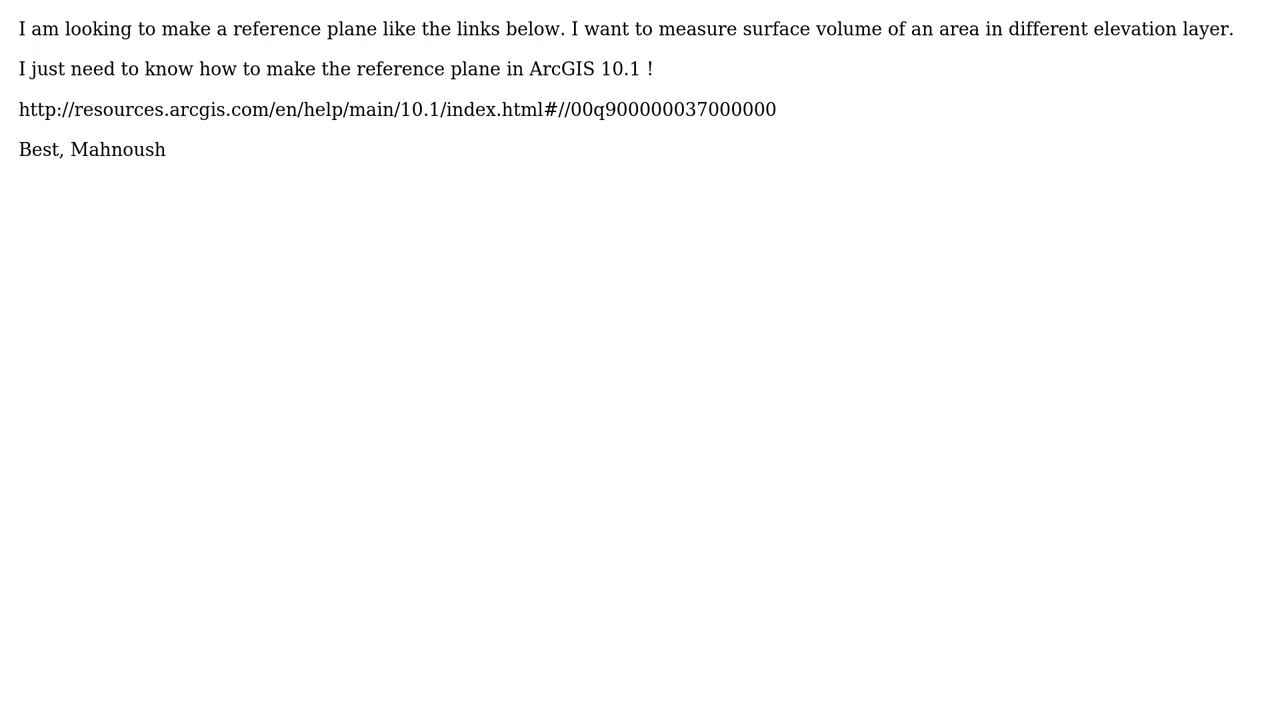 I am looking to make a reference plane like the links below. I want to measure surface volume of an area in different elevation layer.
I just need to know how to make the reference plane in ArcGIS 10.1 !
http://resources.arcgis.com/en/help/main/10.1/index.html#//00q900000037000000
Best, Mahnoush